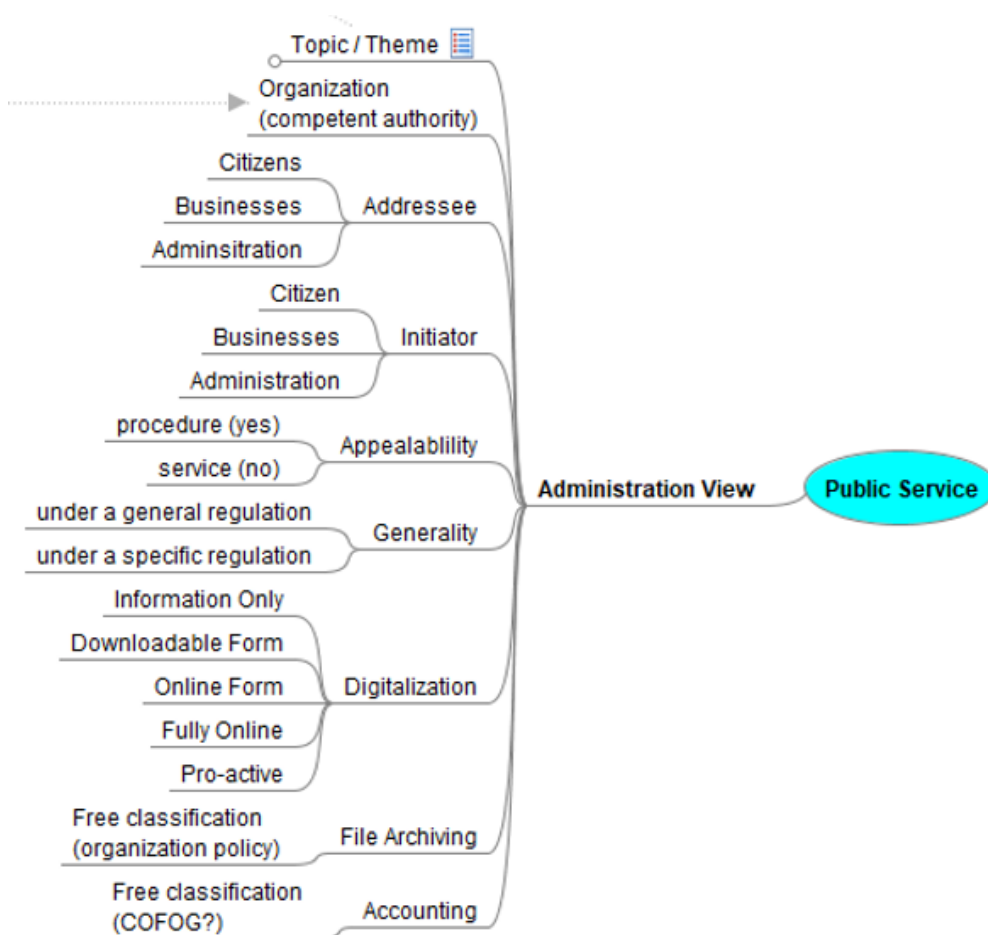 Topic / Theme
Organization
(competent authority)
Citizens
Businesses
Adminsitration
Addressee
Citizen
Businesses
Administration
Initiator
procedure (yes)
service (no)
Appealablility
under a general regulation
under a specific regulation
Generality
Information Only
Downloadable Form
Online Form
Fully Online
Pro-active
Digitalization
Free classification
(organization policy)
File Archiving
Free classification
(COFOG?)
Accounting
Administration View
Public Service